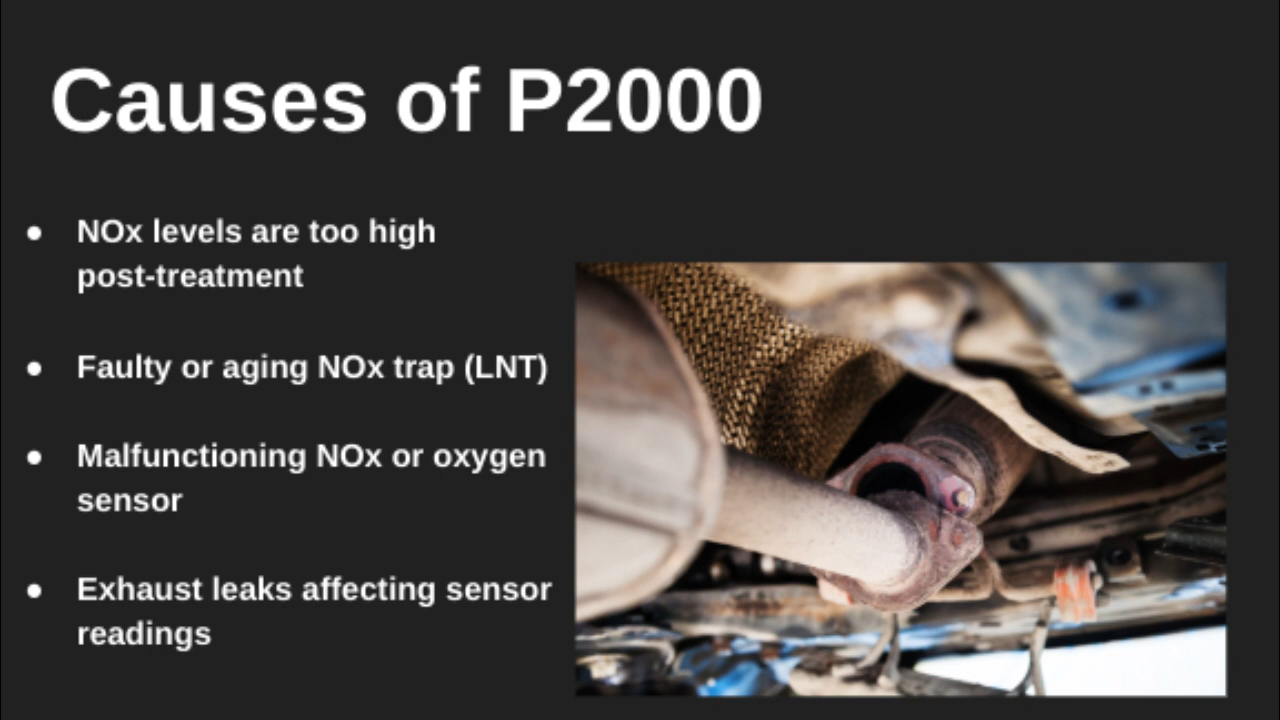 Causes of P2000
● NOx levels are too high
post-treatment
● Faulty or aging NOx trap (LNT)
● Malfunctioning NOx or oxygen
sensor
● Exhaust leaks affecting sensor
readings